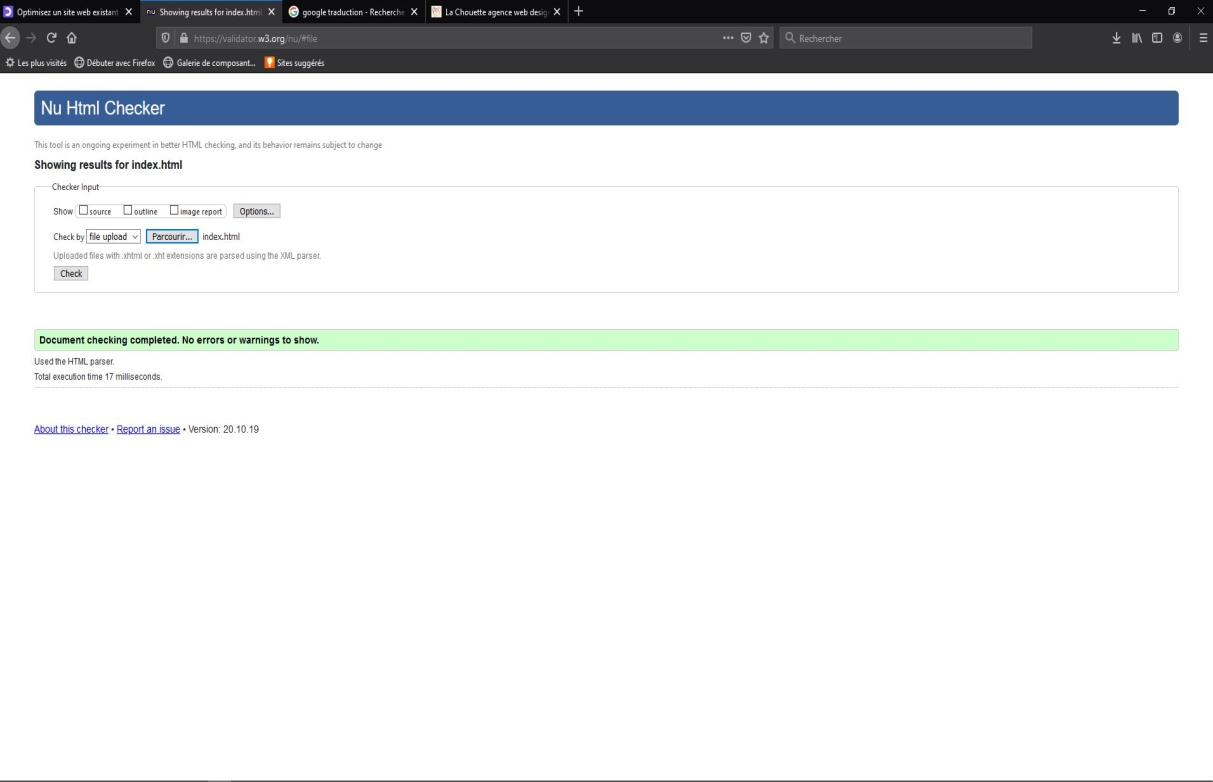 Optimisez un site web existant
nu Showing results for index.html
google traduction - Recherche
La Chouette agence web design
https://validator.w3.org/nu/#file
Rechercher
Les plus visités Débuter avec Firefox Galerie de composant... Sites suggérés
Nu Html Checker
This tool is an ongoing experiment in better HTML checking, and its behavior remains subject to change
Showing results for index.html
Checker Input
Show source outline image report Options...
Check by file upload Parcourir... index.html
Uploaded files with .xhtml or .xht extensions are parsed using the XML parser.
Check
Document checking completed. No errors or warnings to show.
Used the HTML parser.
Total execution time 17 milliseconds.
About this checker • Report an issue • Version: 20.10.19